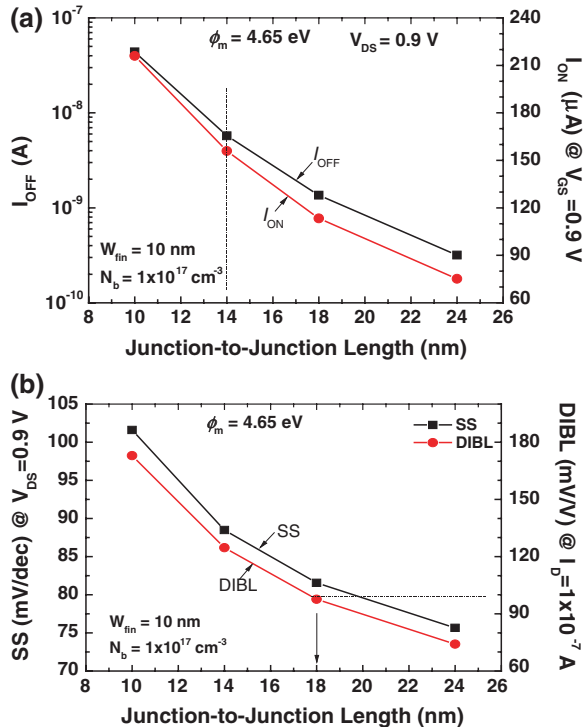 (a)
ϕm = 4.65 eV
VDS = 0.9 V
10-7
10-8
10-9
10-10
IOFF (A)
240
210
180
150
120
90
60
ION (μA) @ VGS=0.9 V
IOFF
ION
Wfin = 10 nm
Nb = 1x10^17 cm-3
8 10 12 14 16 18 20 22 24 26
Junction-to-Junction Length (nm)
(b)
ϕm = 4.65 eV
SS
DIBL
105
100
95
90
85
80
75
70
SS (mV/dec) @ VDS=0.9 V
180
150
120
90
60
DIBL (mV/V) @ ID=1x10-7 A
SS
DIBL
Wfin = 10 nm
Nb = 1x10^17 cm-3
8 10 12 14 16 18 20 22 24 26
Junction-to-Junction Length (nm)